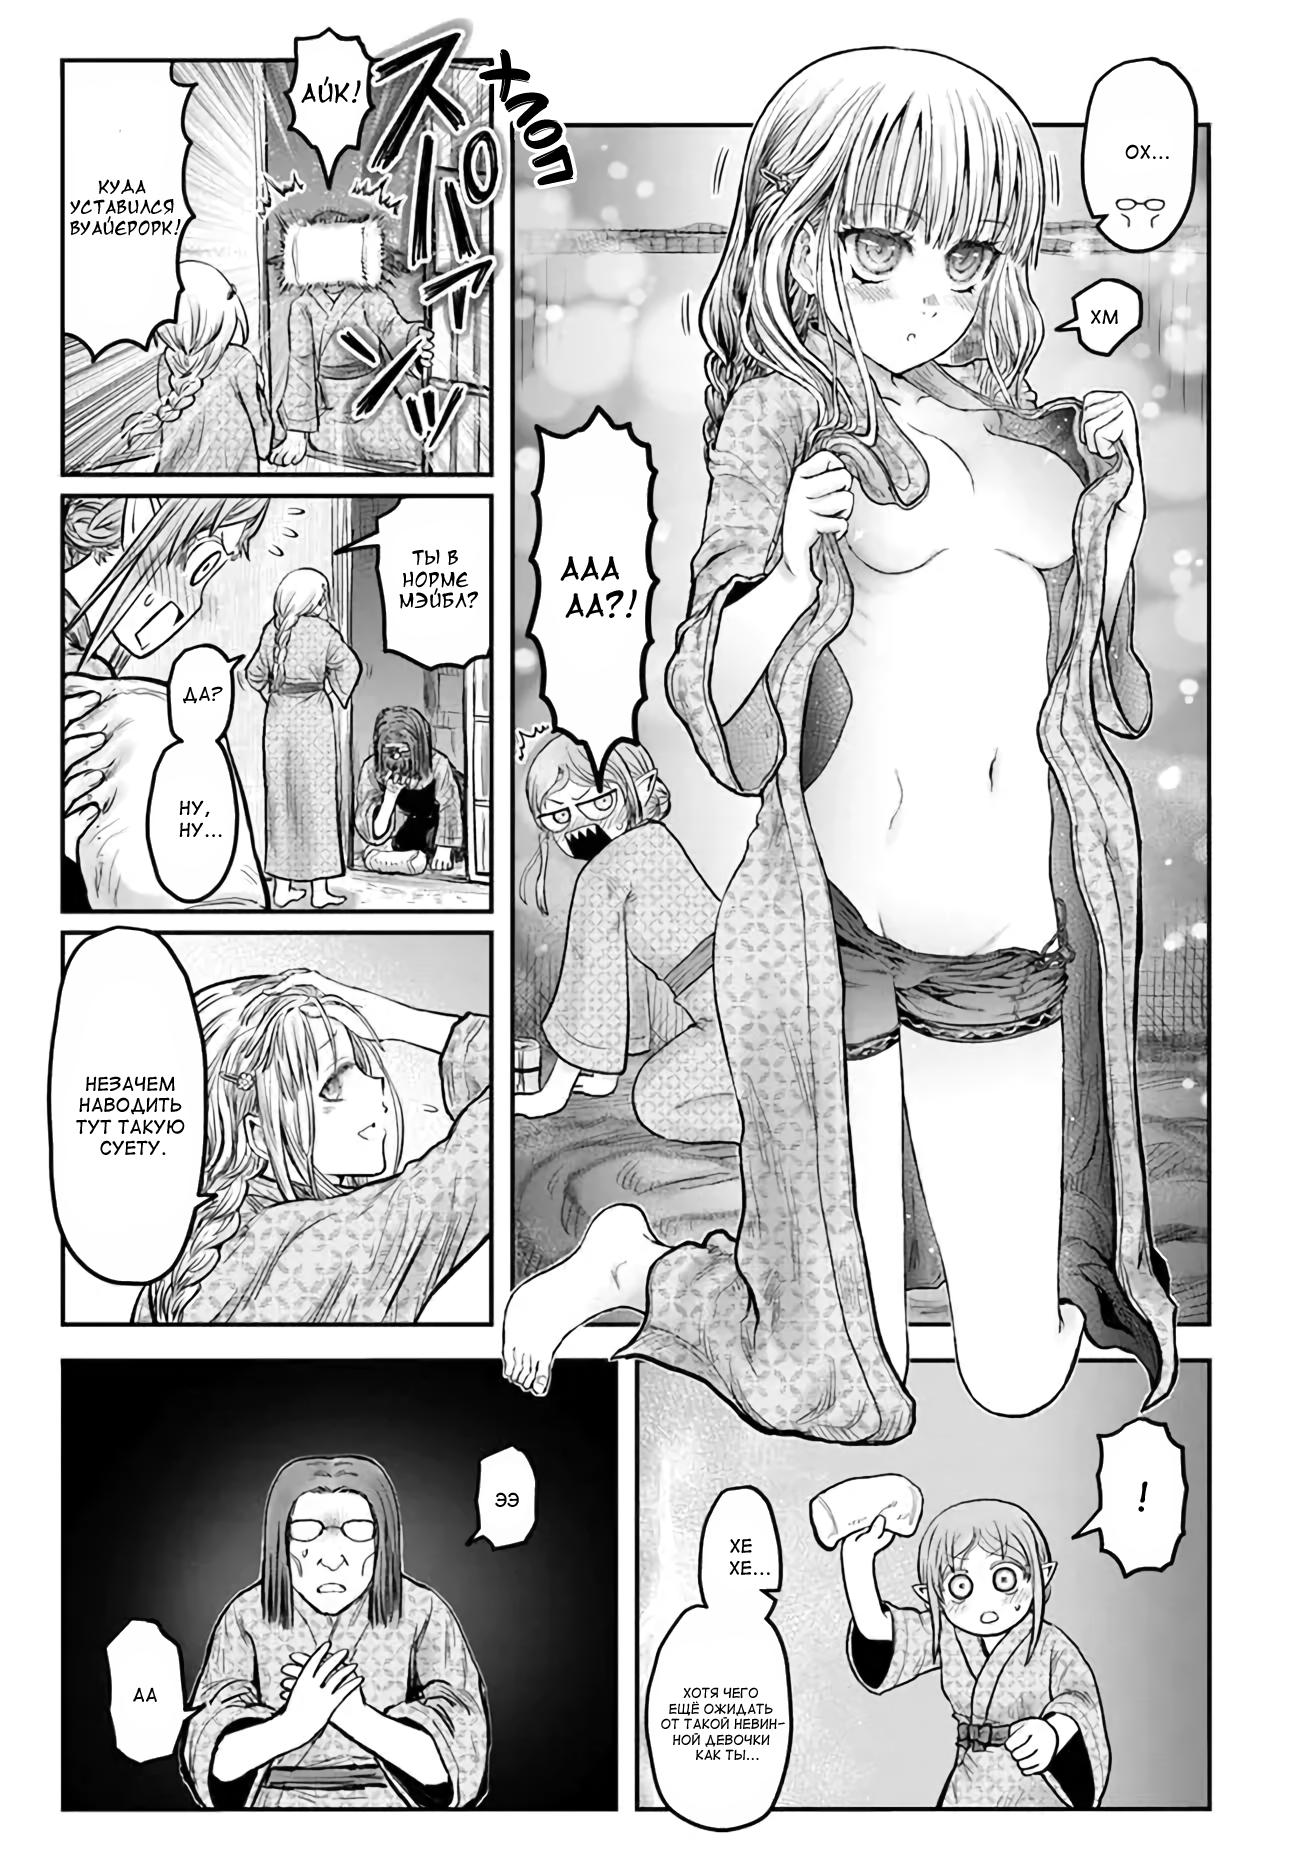 ОХ...
ХМ
ААА
АА?!
ХЛОП
スパァンッ
АЙК!
КУДА
УСТАВИЛСЯ
ВУАЙЕРОРК!
ТЫ В
НОРМЕ
МЭЙБЛ?
ДА?
НУ,
НУ...
НЕЗАЧЕМ
НАВОДИТЬ
ТУТ ТАКУЮ
СУЕТУ.
!
ХЕ
ХЕ...
ХОТЯ ЧЕГО
ЕЩЁ ОЖИДАТЬ
ОТ ТАКОЙ НЕВИН-
НОЙ ДЕВОЧКИ
КАК ТЫ...
ЭЭ
АА